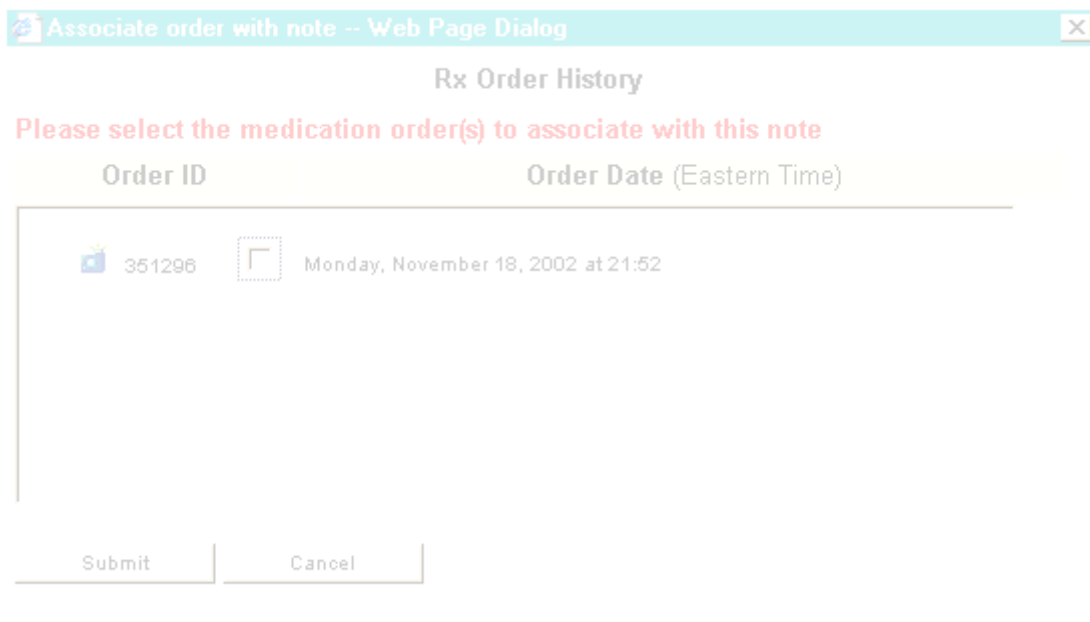 Associate order with note -- Web Page Dialog
Rx Order History
Please select the medication order(s) to associate with this note
Order ID Order Date (Eastern Time)
351296 Monday, November 18, 2002 at 21:52
Submit Cancel